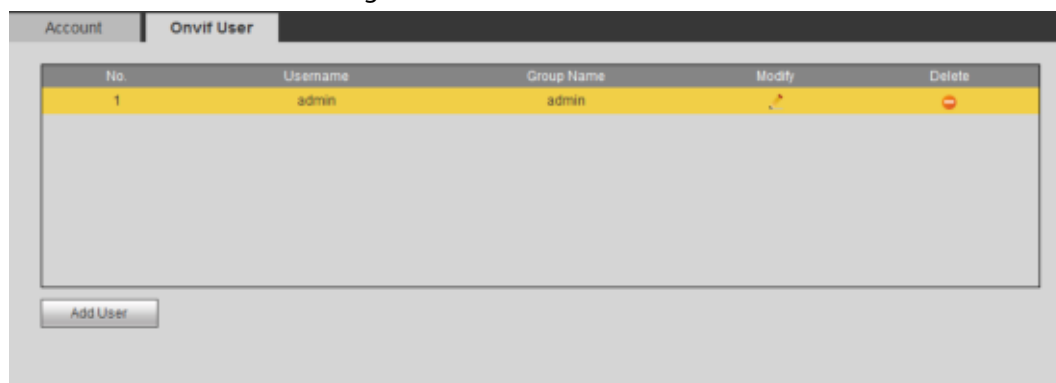 Account Onvif User
No. Username Group Name Modify Delete
1 admin admin
Add User